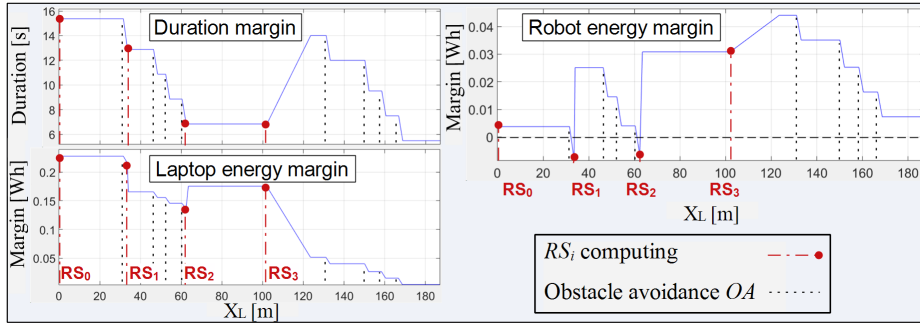 Duration margin
Duration [s]
16
14
12
10
8
6
Laptop energy margin
Margin [Wh]
0.2
0.15
0.1
0.05
RS0
RS1
RS2
RS3
0 20 40 60 80 100 120 140 160 180
XL [m]
Robot energy margin
Margin [Wh]
0.04
0.03
0.02
0.01
0
0 20 40 60 80 100 120 140 160 180
RS0
RS1
RS2
RS3
XL [m]
RSi computing
Obstacle avoidance OA